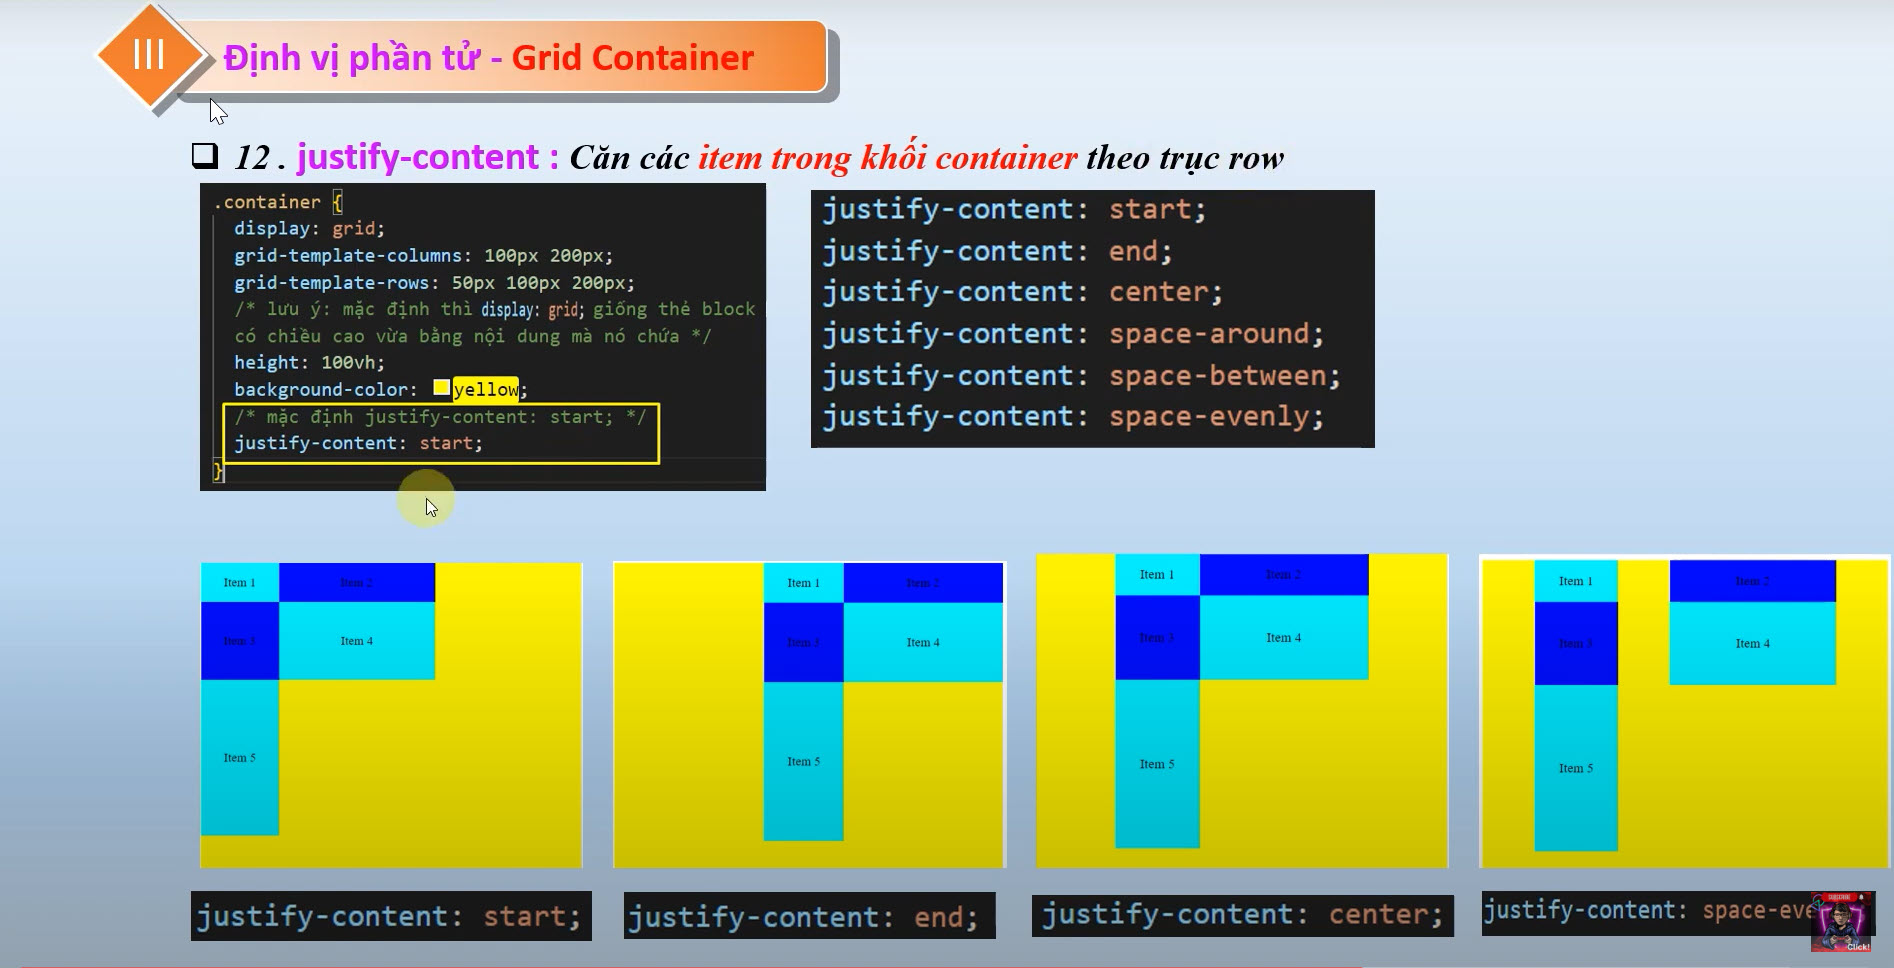 III
Định vị phần tử - Grid Container
12 . justify-content : Căn các item trong khối container theo trục row
.container {
display: grid;
grid-template-columns: 100px 200px;
grid-template-rows: 50px 100px 200px;
/* lưu ý: mặc định thì display: grid; giống thẻ block
có chiều cao vừa bằng nội dung mà nó chứa */
height: 100vh;
background-color: yellow;
/* mặc định justify-content: start; */
justify-content: start;
}
justify-content: start;
justify-content: end;
justify-content: center;
justify-content: space-around;
justify-content: space-between;
justify-content: space-evenly;
Item 1
Item 2
Item 3
Item 4
Item 5
justify-content: start;
Item 1
Item 2
Item 3
Item 4
Item 5
justify-content: end;
Item 1
Item 2
Item 3
Item 4
Item 5
justify-content: center;
Item 1
Item 2
Item 3
Item 4
Item 5
justify-content: space-eve
Click!